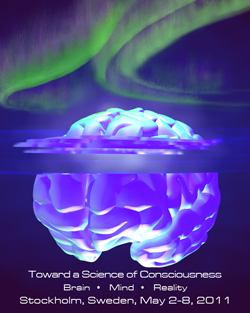 Toward a Science of Consciousness
Brain • Mind • Reality
Stockholm, Sweden, May 2-8, 2011